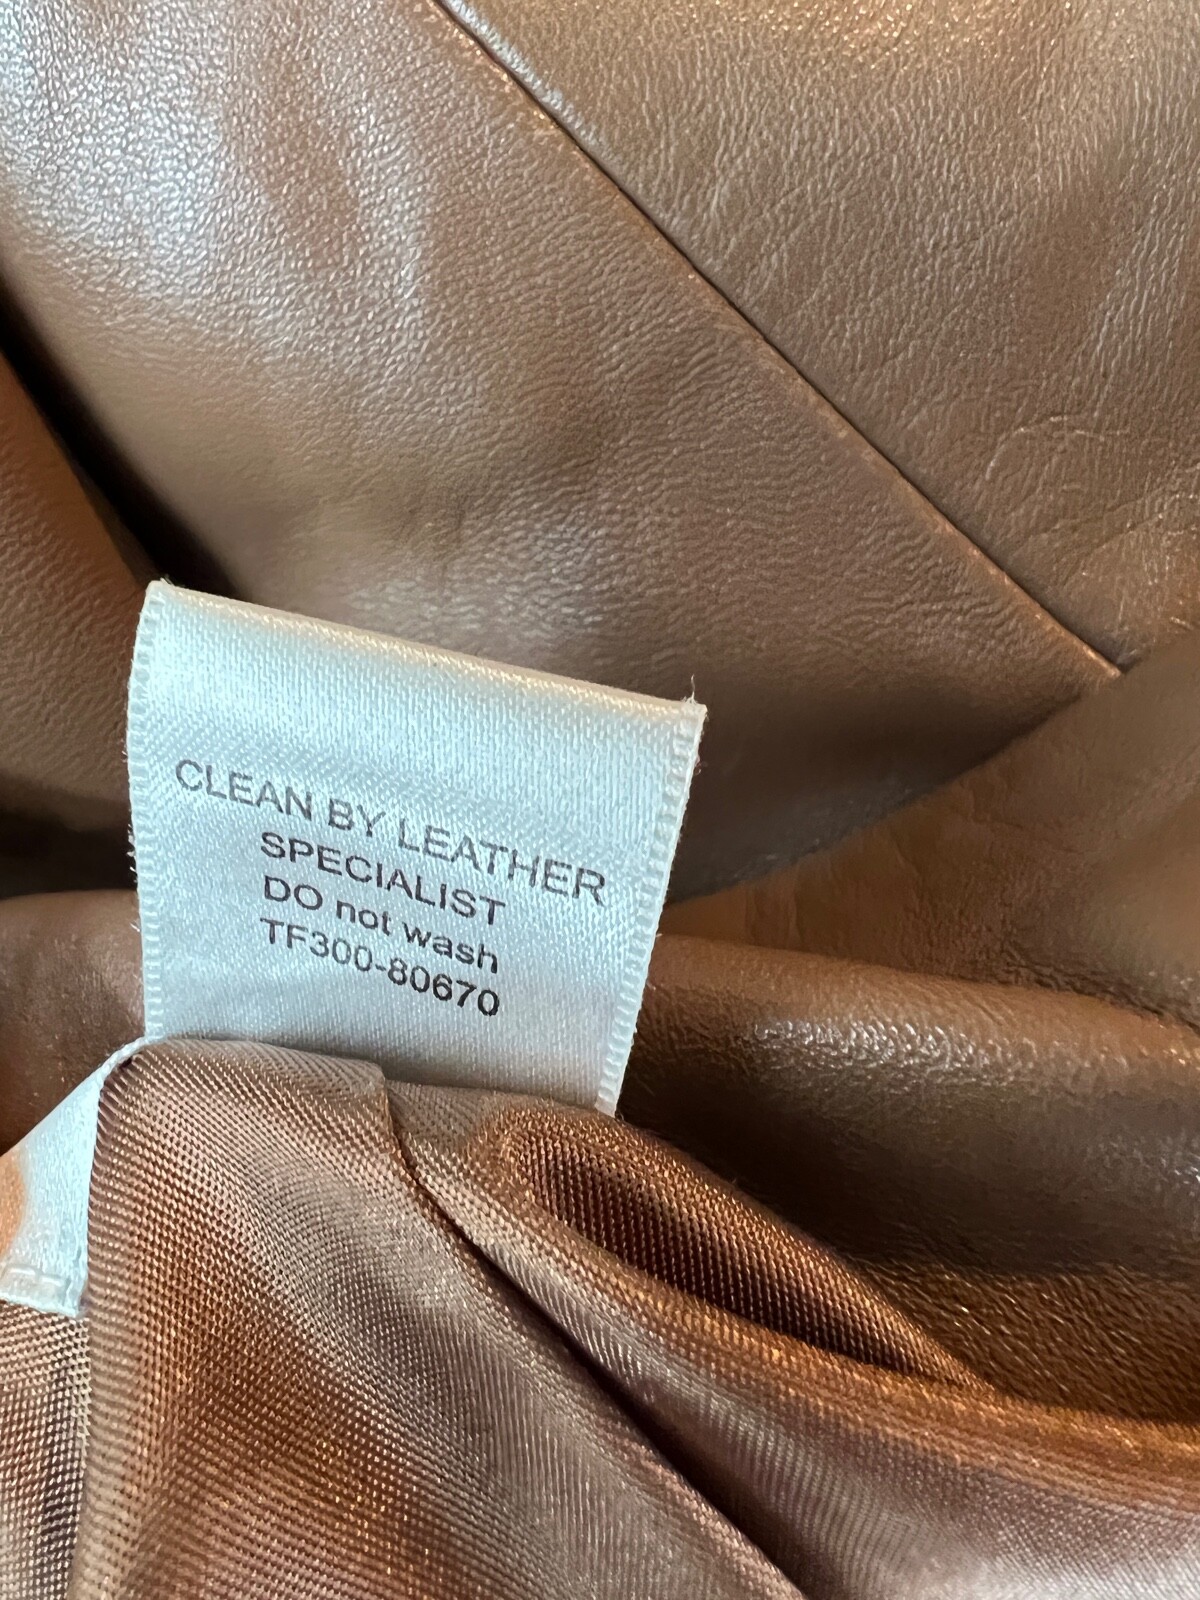 CLEAN BY LEATHER
SPECIALIST
DO not wash
TF300-80670